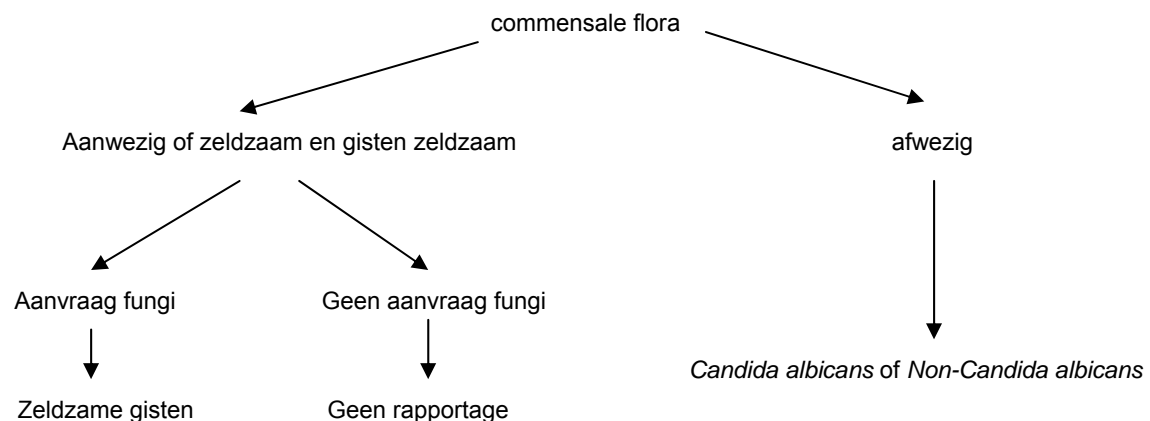 commensale flora
Aanwezig of zeldzaam en gisten zeldzaam
afwezig
Aanvraag fungi
Geen aanvraag fungi
Candida albicans of Non-Candida albicans
Zeldzame gisten
Geen rapportage